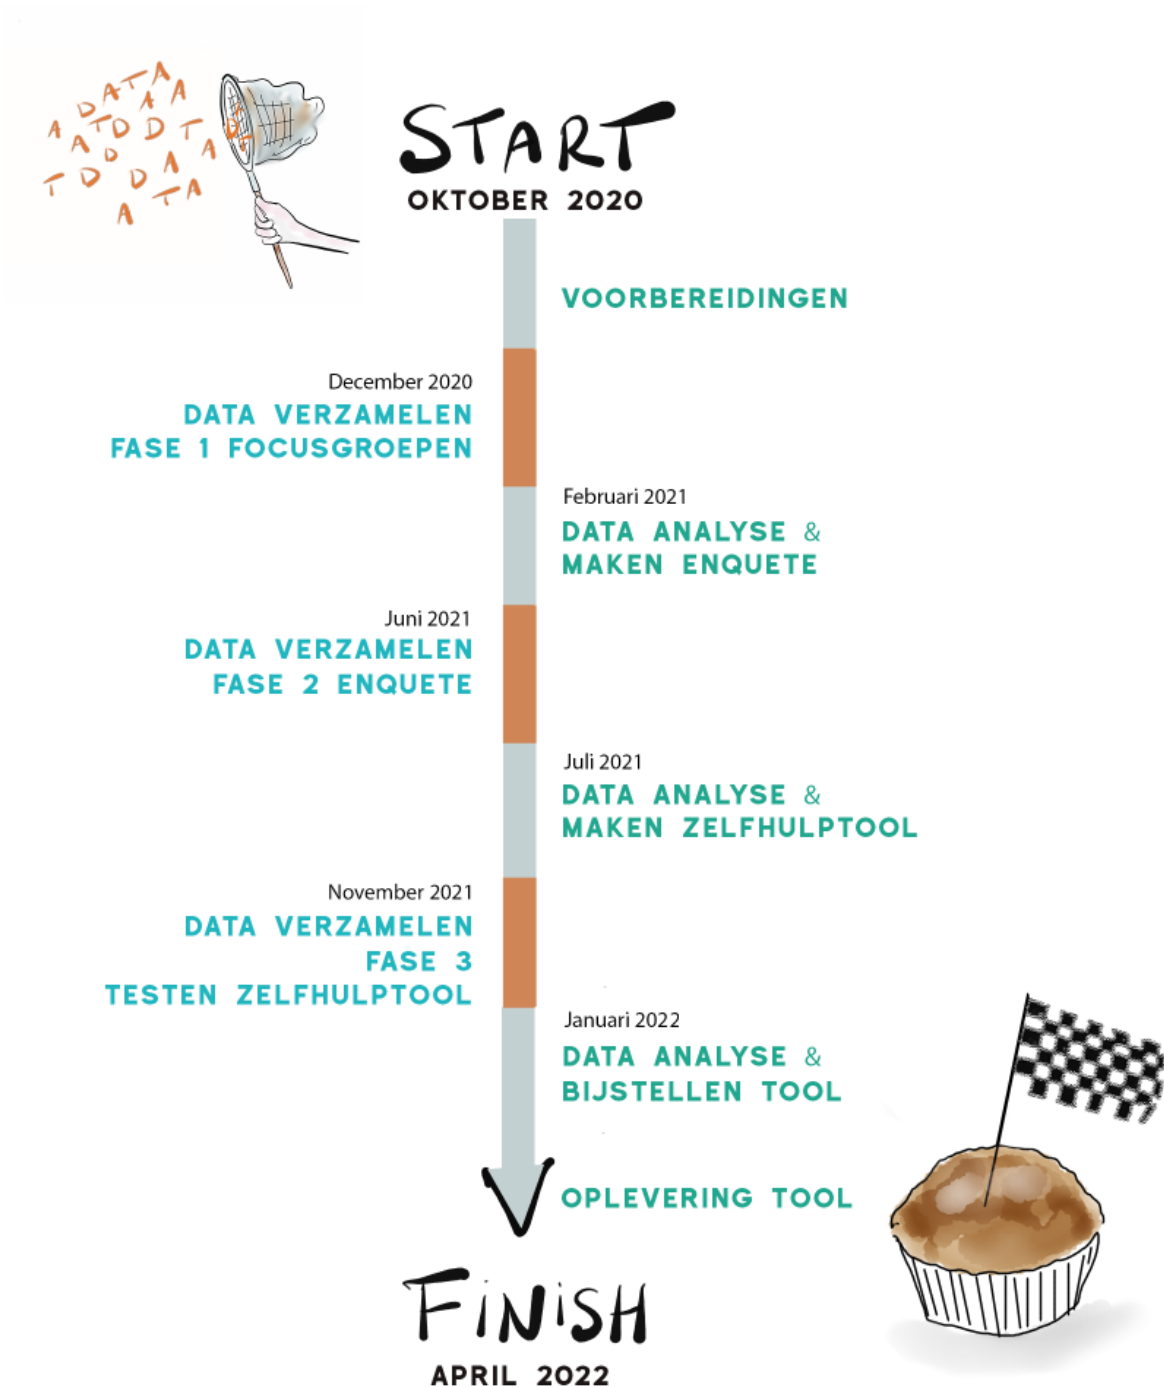 DATA
A A
A A T D D T A D T
D
T D D A
T A
A
START
OKTOBER 2020
VOORBEREIDINGEN
December 2020
DATA VERZAMELEN
FASE 1 FOCUSGROEPEN
Februari 2021
DATA ANALYSE &
MAKEN ENQUETE
Juni 2021
DATA VERZAMELEN
FASE 2 ENQUETE
Juli 2021
DATA ANALYSE &
MAKEN ZELFHULPTOOL
November 2021
DATA VERZAMELEN
FASE 3
TESTEN ZELFHULPTOOL
Januari 2022
DATA ANALYSE &
BIJSTELLEN TOOL
OPLEVERING TOOL
FiNiSH
APRIL 2022